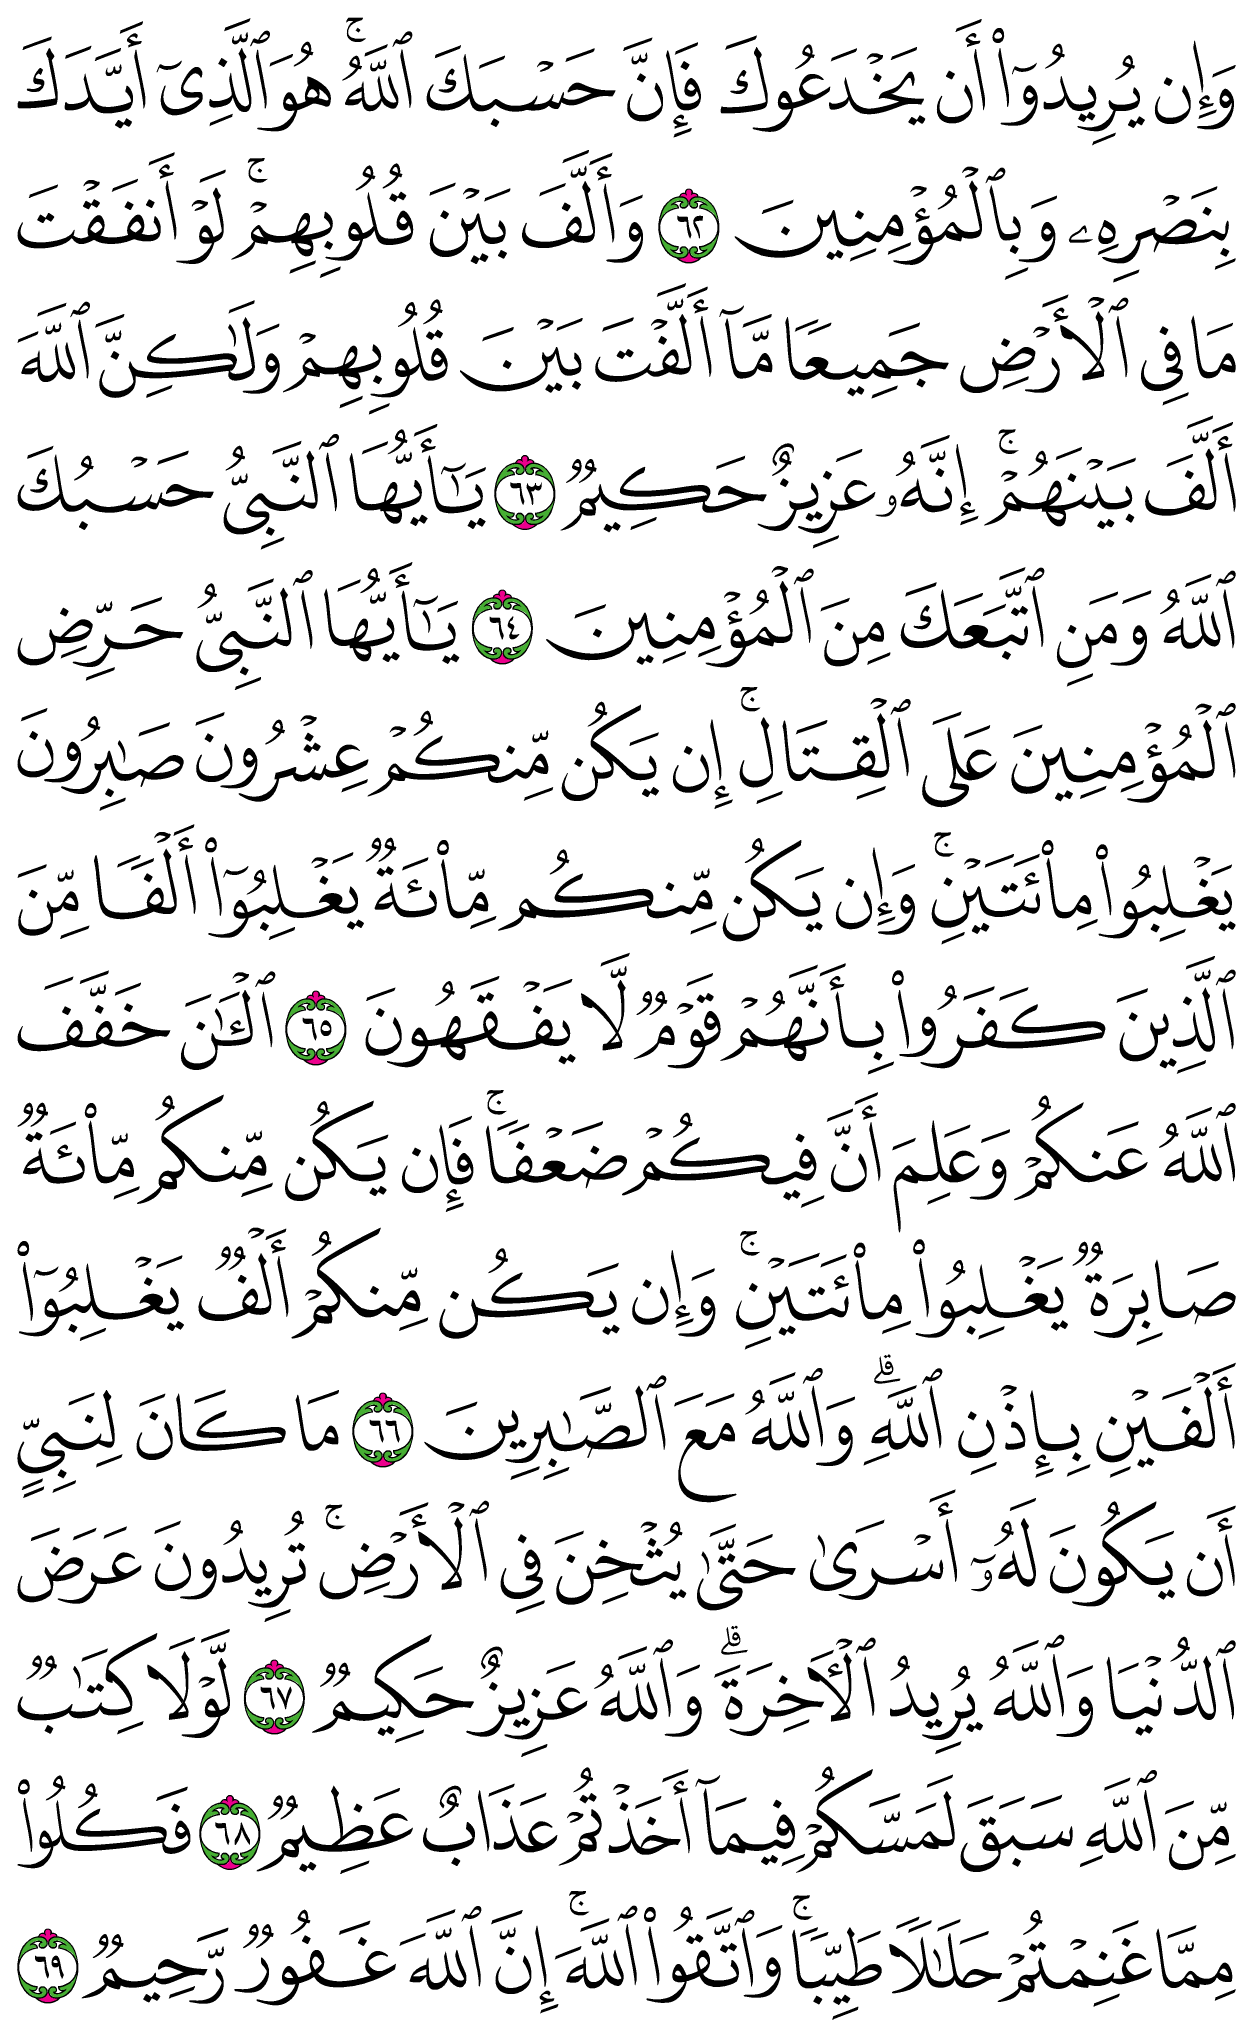 وَإِن يُرِيدُوٓا۟ أَن يَخْدَعُوكَ فَإِنَّ حَسْبَكَ ٱللَّهُ ۚ هُوَ ٱلَّذِىٓ أَيَّدَكَ
بِنَصْرِهِۦ وَبِٱلْمُؤْمِنِينَ ٦٢ وَأَلَّفَ بَيْنَ قُلُوبِهِمْ ۚ لَوْ أَنفَقْتَ
مَا فِى ٱلْأَرْضِ جَمِيعًا مَّآ أَلَّفْتَ بَيْنَ قُلُوبِهِمْ وَلَـٰكِنَّ ٱللَّهَ
أَلَّفَ بَيْنَهُمْ ۚ إِنَّهُۥ عَزِيزٌ حَكِيمٌ ٦٣ يَـٰٓأَيُّهَا ٱلنَّبِىُّ حَسْبُكَ
ٱللَّهُ وَمَنِ ٱتَّبَعَكَ مِنَ ٱلْمُؤْمِنِينَ ٦٤ يَـٰٓأَيُّهَا ٱلنَّبِىُّ حَرِّضِ
ٱلْمُؤْمِنِينَ عَلَى ٱلْقِتَالِ ۚ إِن يَكُن مِّنكُمْ عِشْرُونَ صَـٰبِرُونَ
يَغْلِبُوا۟ مِا۟ئَتَيْنِ ۚ وَإِن يَكُن مِّنكُم مِّا۟ئَةٌ يَغْلِبُوٓا۟ أَلْفًا مِّنَ
ٱلَّذِينَ كَفَرُوا۟ بِأَنَّهُمْ قَوْمٌ لَّا يَفْقَهُونَ ٦٥ ٱلْـَٔـٰنَ خَفَّفَ
ٱللَّهُ عَنكُمْ وَعَلِمَ أَنَّ فِيكُمْ ضَعْفًا ۚ فَإِن يَكُن مِّنكُم مِّا۟ئَةٌ
صَابِرَةٌ يَغْلِبُوا۟ مِا۟ئَتَيْنِ ۚ وَإِن يَكُن مِّنكُمْ أَلْفٌ يَغْلِبُوٓا۟
أَلْفَيْنِ بِإِذْنِ ٱللَّهِ ۗ وَٱللَّهُ مَعَ ٱلصَّـٰبِرِينَ ٦٦ مَا كَانَ لِنَبِىٍّ
أَن يَكُونَ لَهُۥٓ أَسْرَىٰ حَتَّىٰ يُثْخِنَ فِى ٱلْأَرْضِ ۚ تُرِيدُونَ عَرَضَ
ٱلدُّنْيَا وَٱللَّهُ يُرِيدُ ٱلْـَٔاخِرَةَ ۗ وَٱللَّهُ عَزِيزٌ حَكِيمٌ ٦٧ لَّوْلَا كِتَـٰبٌ
مِّنَ ٱللَّهِ سَبَقَ لَمَسَّكُمْ فِيمَآ أَخَذْتُمْ عَذَابٌ عَظِيمٌ ٦٨ فَكُلُوا۟
مِمَّا غَنِمْتُمْ حَلَـٰلًا طَيِّبًا ۚ وَٱتَّقُوا۟ ٱللَّهَ ۚ إِنَّ ٱللَّهَ غَفُورٌ رَّحِيمٌ ٦٩